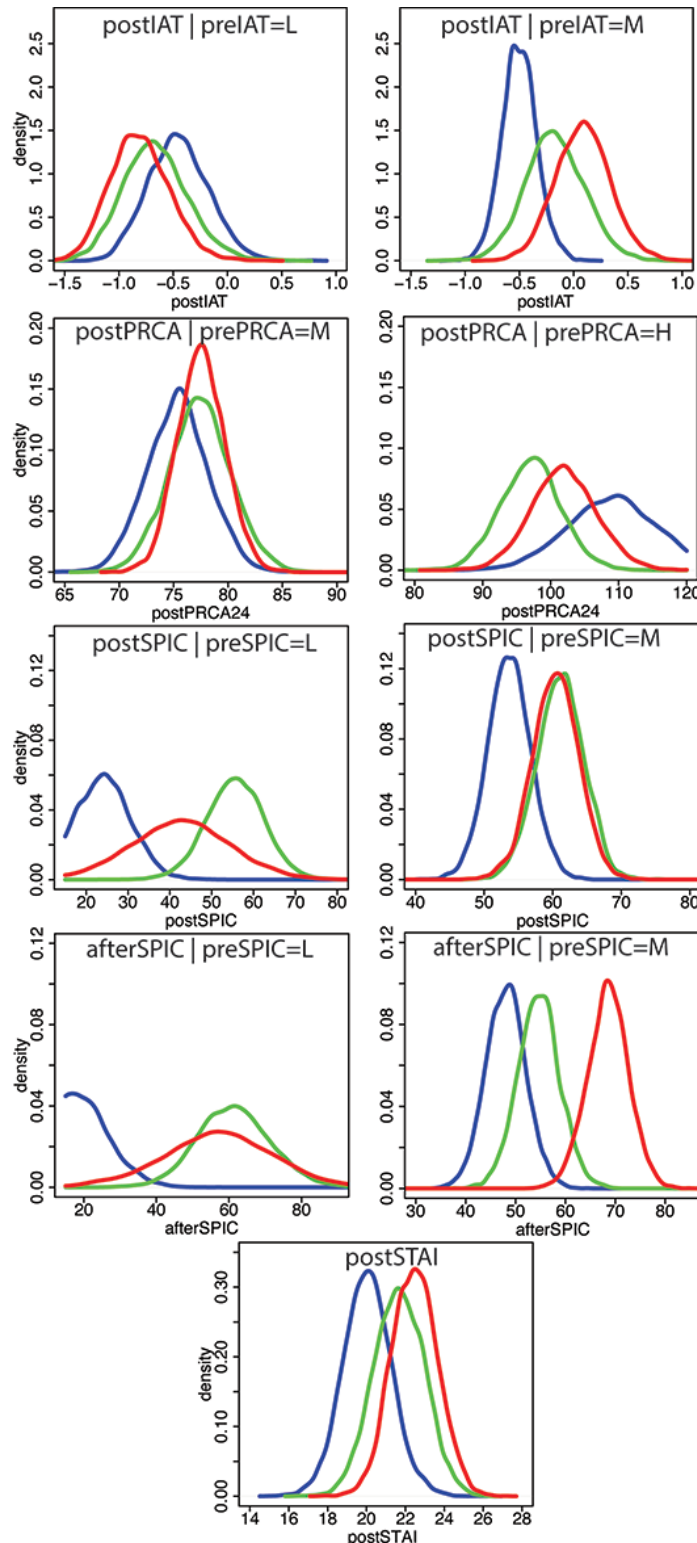 postIAT | preIAT=L
postIAT | preIAT=M
density
0.0 0.5 1.0 1.5 2.0 2.5
0.0 0.5 1.0 1.5 2.0 2.5
−1.5 −1.0 −0.5 0.0 0.5 1.0
−1.5 −1.0 −0.5 0.0 0.5 1.0
postIAT
postIAT
postPRCA | prePRCA=M
postPRCA | prePRCA=H
density
0.00 0.05 0.10 0.15 0.20
0.00 0.05 0.10 0.15 0.20
65 70 75 80 85 90
80 90 100 110 120
postPRCA24
postPRCA24
postSPIC | preSPIC=L
postSPIC | preSPIC=M
density
0.00 0.04 0.08 0.12
0.00 0.04 0.08 0.12
20 30 40 50 60 70 80
40 50 60 70 80
postSPIC
postSPIC
afterSPIC | preSPIC=L
afterSPIC | preSPIC=M
density
0.00 0.04 0.08 0.12
0.00 0.04 0.08 0.12
20 40 60 80
30 40 50 60 70 80
afterSPIC
afterSPIC
postSTAI
density
0.00 0.10 0.20 0.30
14 16 18 20 22 24 26 28
postSTAI